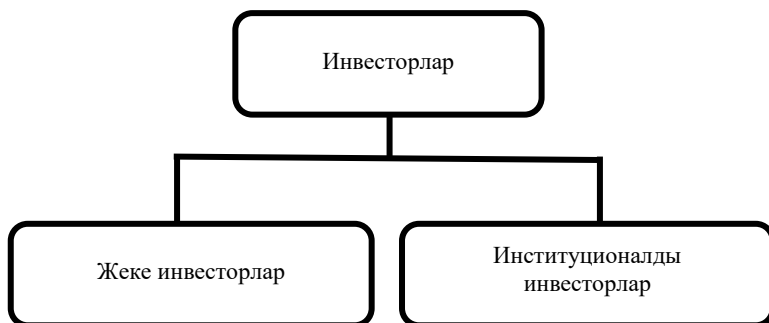 Инвесторлар
Жеке инвесторлар
Институционалды
инвесторлар